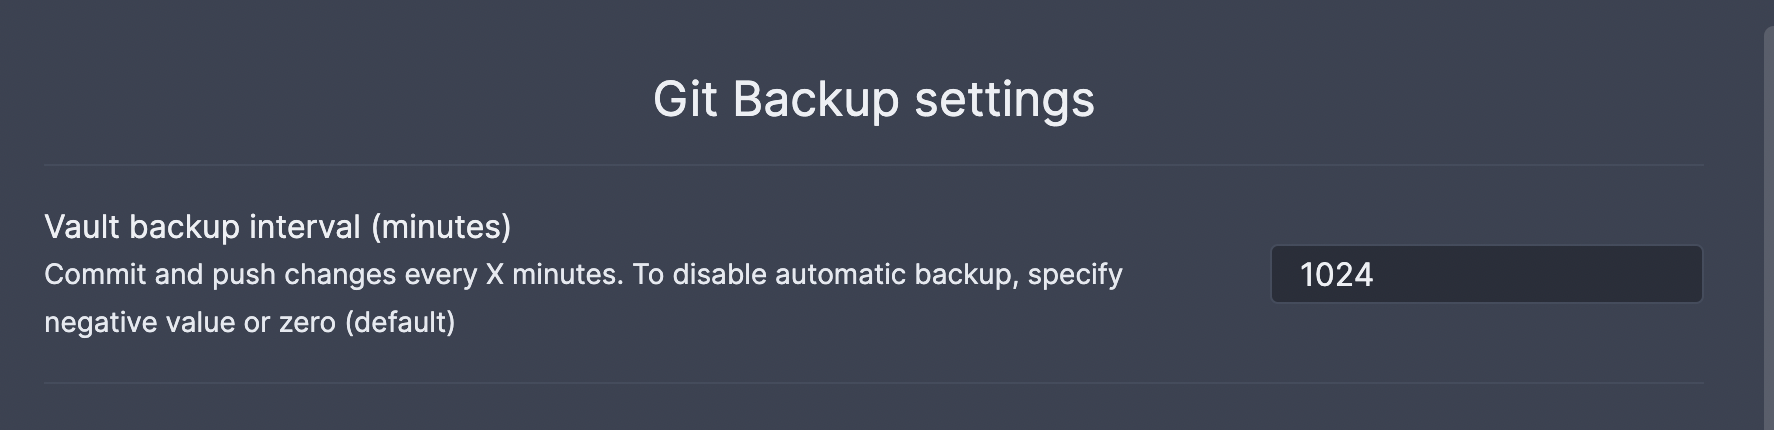 Git Backup settings
Vault backup interval (minutes)
Commit and push changes every X minutes. To disable automatic backup, specify
negative value or zero (default)
1024